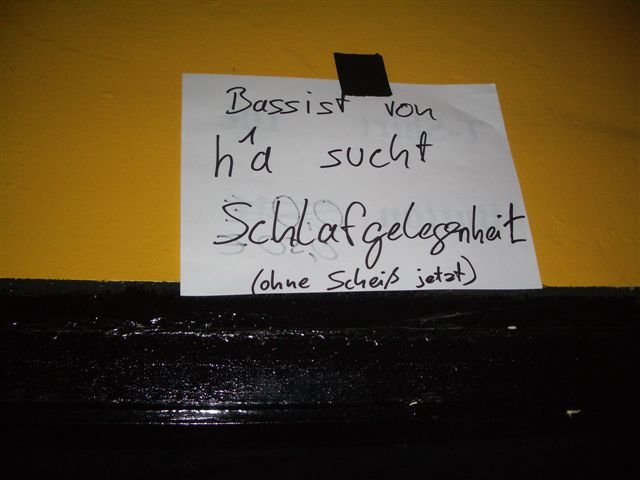 Bassist von
h1a sucht
Schlafgelegenheit
(ohne Scheiß jetzt)